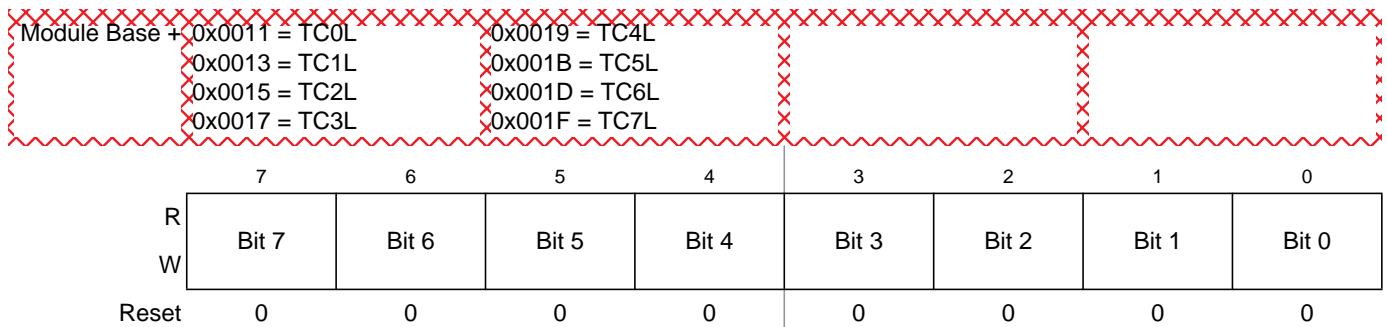 Module Base + 0x0011 = TC0L 0x0019 = TC4L
0x0013 = TC1L 0x001B = TC5L
0x0015 = TC2L 0x001D = TC6L
0x0017 = TC3L 0x001F = TC7L
7 6 5 4 3 2 1 0
R
Bit 7 Bit 6 Bit 5 Bit 4 Bit 3 Bit 2 Bit 1 Bit 0
W
Reset 0 0 0 0 0 0 0 0